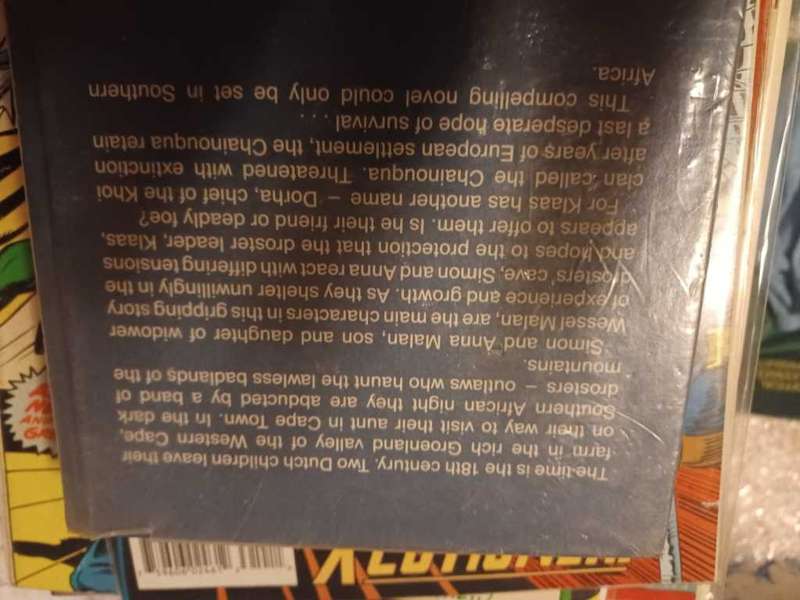 The time is the 18th century. Two Dutch children leave their
farm in the rich Groenland valley of the Western Cape,
on their way to visit their aunt in Cape Town. In the dark
Southern African night they are abducted by a band of
drosters – outlaws who haunt the lawless badlands of the
mountains.
Simon and Anna Malan, son and daughter of widower
Wessel Malan, are the main characters in this gripping story
of experience and growth. As they shelter unwillingly in the
drosters' cave, Simon and Anna react with differing tensions
and hopes to the protection that the droster leader, Klaas,
appears to offer them. Is he their friend or deadly foe?
For Klaas has another name – Dorha, chief of the Khoi
clan called the Chainouqua. Threatened with extinction
after years of European settlement, the Chainouqua retain
a last desperate hope of survival . . .
This compelling novel could only be set in Southern
Africa.